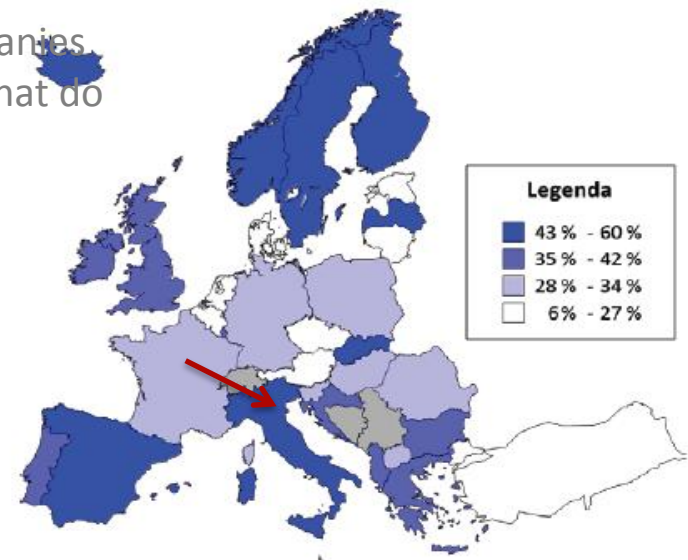 anies
hat do
Legenda
43 % - 60 %
35 % - 42 %
28 % - 34 %
6% - 27 %